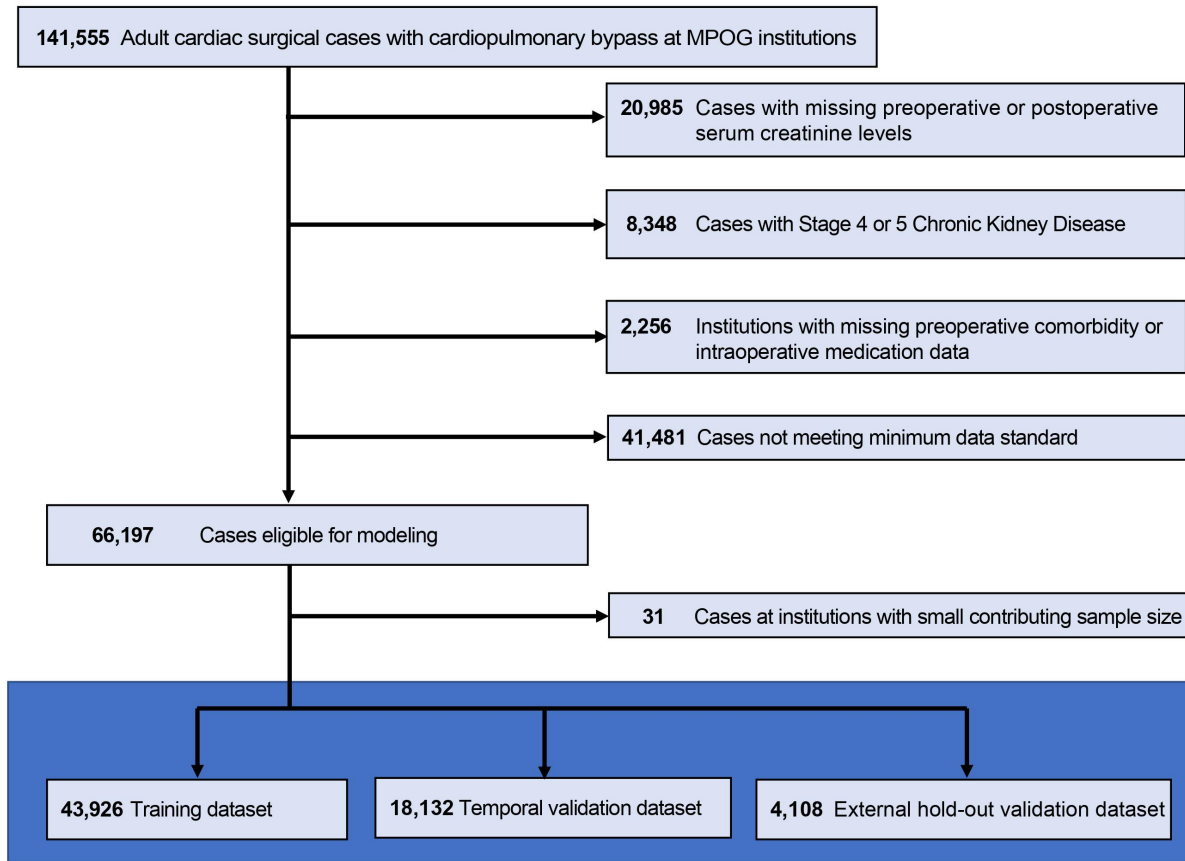 141,555 Adult cardiac surgical cases with cardiopulmonary bypass at MPOG institutions
20,985 Cases with missing preoperative or postoperative
serum creatinine levels
8,348 Cases with Stage 4 or 5 Chronic Kidney Disease
2,256 Institutions with missing preoperative comorbidity or
intraoperative medication data
41,481 Cases not meeting minimum data standard
66,197 Cases eligible for modeling
31 Cases at institutions with small contributing sample size
43,926 Training dataset
18,132 Temporal validation dataset
4,108 External hold-out validation dataset